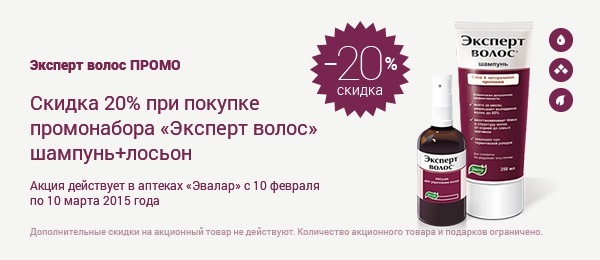 Эксперт волос ПРОМО
Скидка 20% при покупке
промонабора «Эксперт волос»
шампунь+лосьон
Акция действует в аптеках «Эвалар» с 10 февраля
по 10 марта 2015 года
Дополнительные скидки на акционный товар не действуют. Количество акционного товара и подарков ограничено.
–20%
скидка
Эксперт
волос
шампунь
250 мл
Эксперт
волос
лосьон